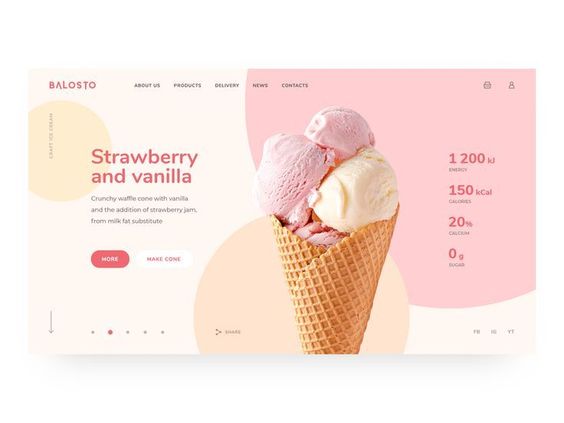 BALOSTO
ABOUT US
PRODUCTS
DELIVERY
NEWS
CONTACTS
CRAFT ICE CREAM
Strawberry
and vanilla
Crunchy waffle cone with vanilla
and the addition of strawberry jam,
from milk fat substitute
MORE
MAKE CONE
1 200 kJ
ENERGY
150 kCal
CALORIES
20%
CALCIUM
0 g
SUGAR
SHARE
FB
IG
YT